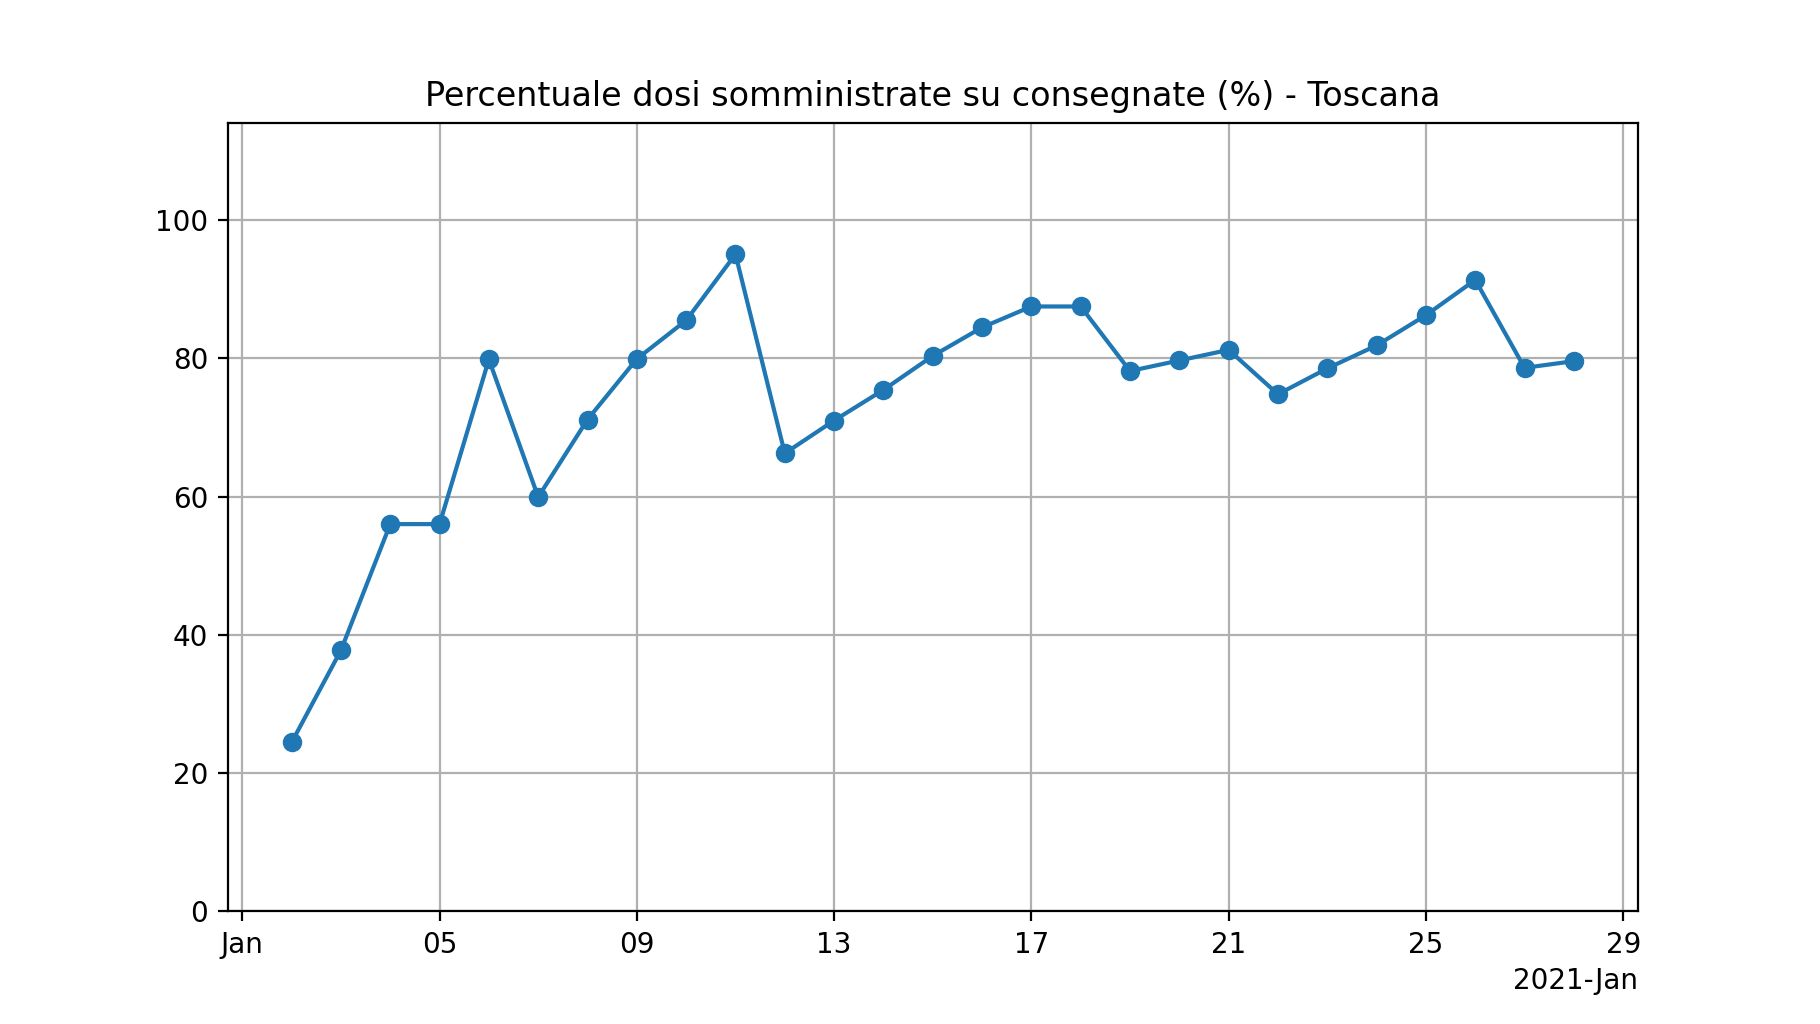 Percentuale dosi somministrate su consegnate (%) - Toscana
100
80
60
40
20
0
Jan 05 09 13 17 21 25 29
2021-Jan